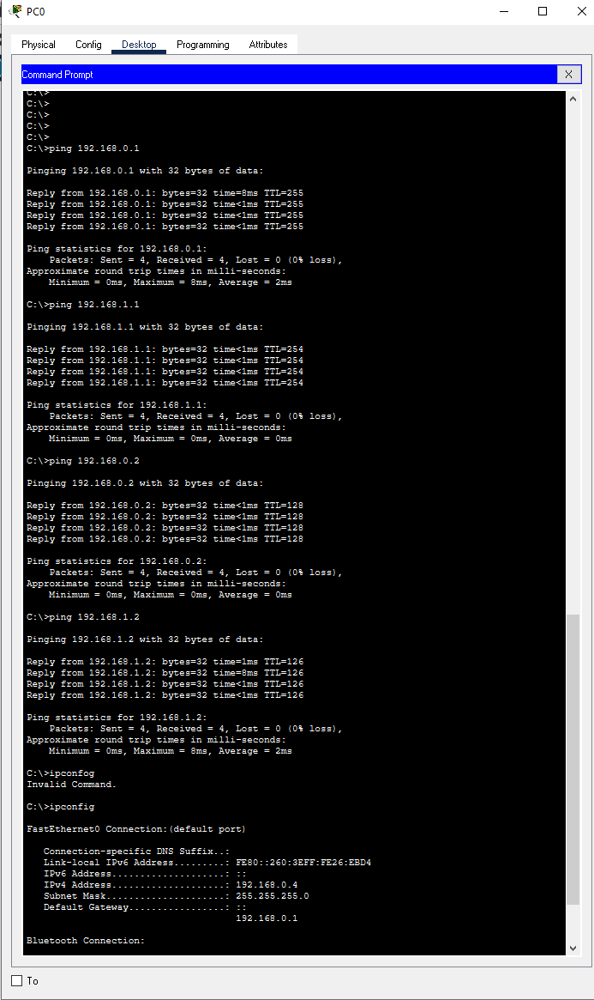 PC0
Physical Config Desktop Programming Attributes
Command Prompt X
C:\>
C:\>
C:\>
C:\>
C:\>
C:\>ping 192.168.0.1
Pinging 192.168.0.1 with 32 bytes of data:
Reply from 192.168.0.1: bytes=32 time=8ms TTL=255
Reply from 192.168.0.1: bytes=32 time<1ms TTL=255
Reply from 192.168.0.1: bytes=32 time<1ms TTL=255
Reply from 192.168.0.1: bytes=32 time<1ms TTL=255
Ping statistics for 192.168.0.1:
Packets: Sent = 4, Received = 4, Lost = 0 (0% loss),
Approximate round trip times in milli-seconds:
Minimum = 0ms, Maximum = 8ms, Average = 2ms
C:\>ping 192.168.1.1
Pinging 192.168.1.1 with 32 bytes of data:
Reply from 192.168.1.1: bytes=32 time<1ms TTL=254
Reply from 192.168.1.1: bytes=32 time<1ms TTL=254
Reply from 192.168.1.1: bytes=32 time<1ms TTL=254
Reply from 192.168.1.1: bytes=32 time<1ms TTL=254
Ping statistics for 192.168.1.1:
Packets: Sent = 4, Received = 4, Lost = 0 (0% loss),
Approximate round trip times in milli-seconds:
Minimum = 0ms, Maximum = 0ms, Average = 0ms
C:\>ping 192.168.0.2
Pinging 192.168.0.2 with 32 bytes of data:
Reply from 192.168.0.2: bytes=32 time<1ms TTL=128
Reply from 192.168.0.2: bytes=32 time<1ms TTL=128
Reply from 192.168.0.2: bytes=32 time<1ms TTL=128
Reply from 192.168.0.2: bytes=32 time<1ms TTL=128
Ping statistics for 192.168.0.2:
Packets: Sent = 4, Received = 4, Lost = 0 (0% loss),
Approximate round trip times in milli-seconds:
Minimum = 0ms, Maximum = 0ms, Average = 0ms
C:\>ping 192.168.1.2
Pinging 192.168.1.2 with 32 bytes of data:
Reply from 192.168.1.2: bytes=32 time=1ms TTL=126
Reply from 192.168.1.2: bytes=32 time=8ms TTL=126
Reply from 192.168.1.2: bytes=32 time<1ms TTL=126
Reply from 192.168.1.2: bytes=32 time<1ms TTL=126
Ping statistics for 192.168.1.2:
Packets: Sent = 4, Received = 4, Lost = 0 (0% loss),
Approximate round trip times in milli-seconds:
Minimum = 0ms, Maximum = 8ms, Average = 2ms
C:\>ipconfog
Invalid Command.
C:\>ipconfig
FastEthernet0 Connection:(default port)
Connection-specific DNS Suffix..:
Link-local IPv6 Address.........: FE80::260:3EFF:FE26:EBD4
IPv6 Address....................: ::
IPv4 Address....................: 192.168.0.4
Subnet Mask.....................: 255.255.255.0
Default Gateway.................: ::
192.168.0.1
Bluetooth Connection:
To